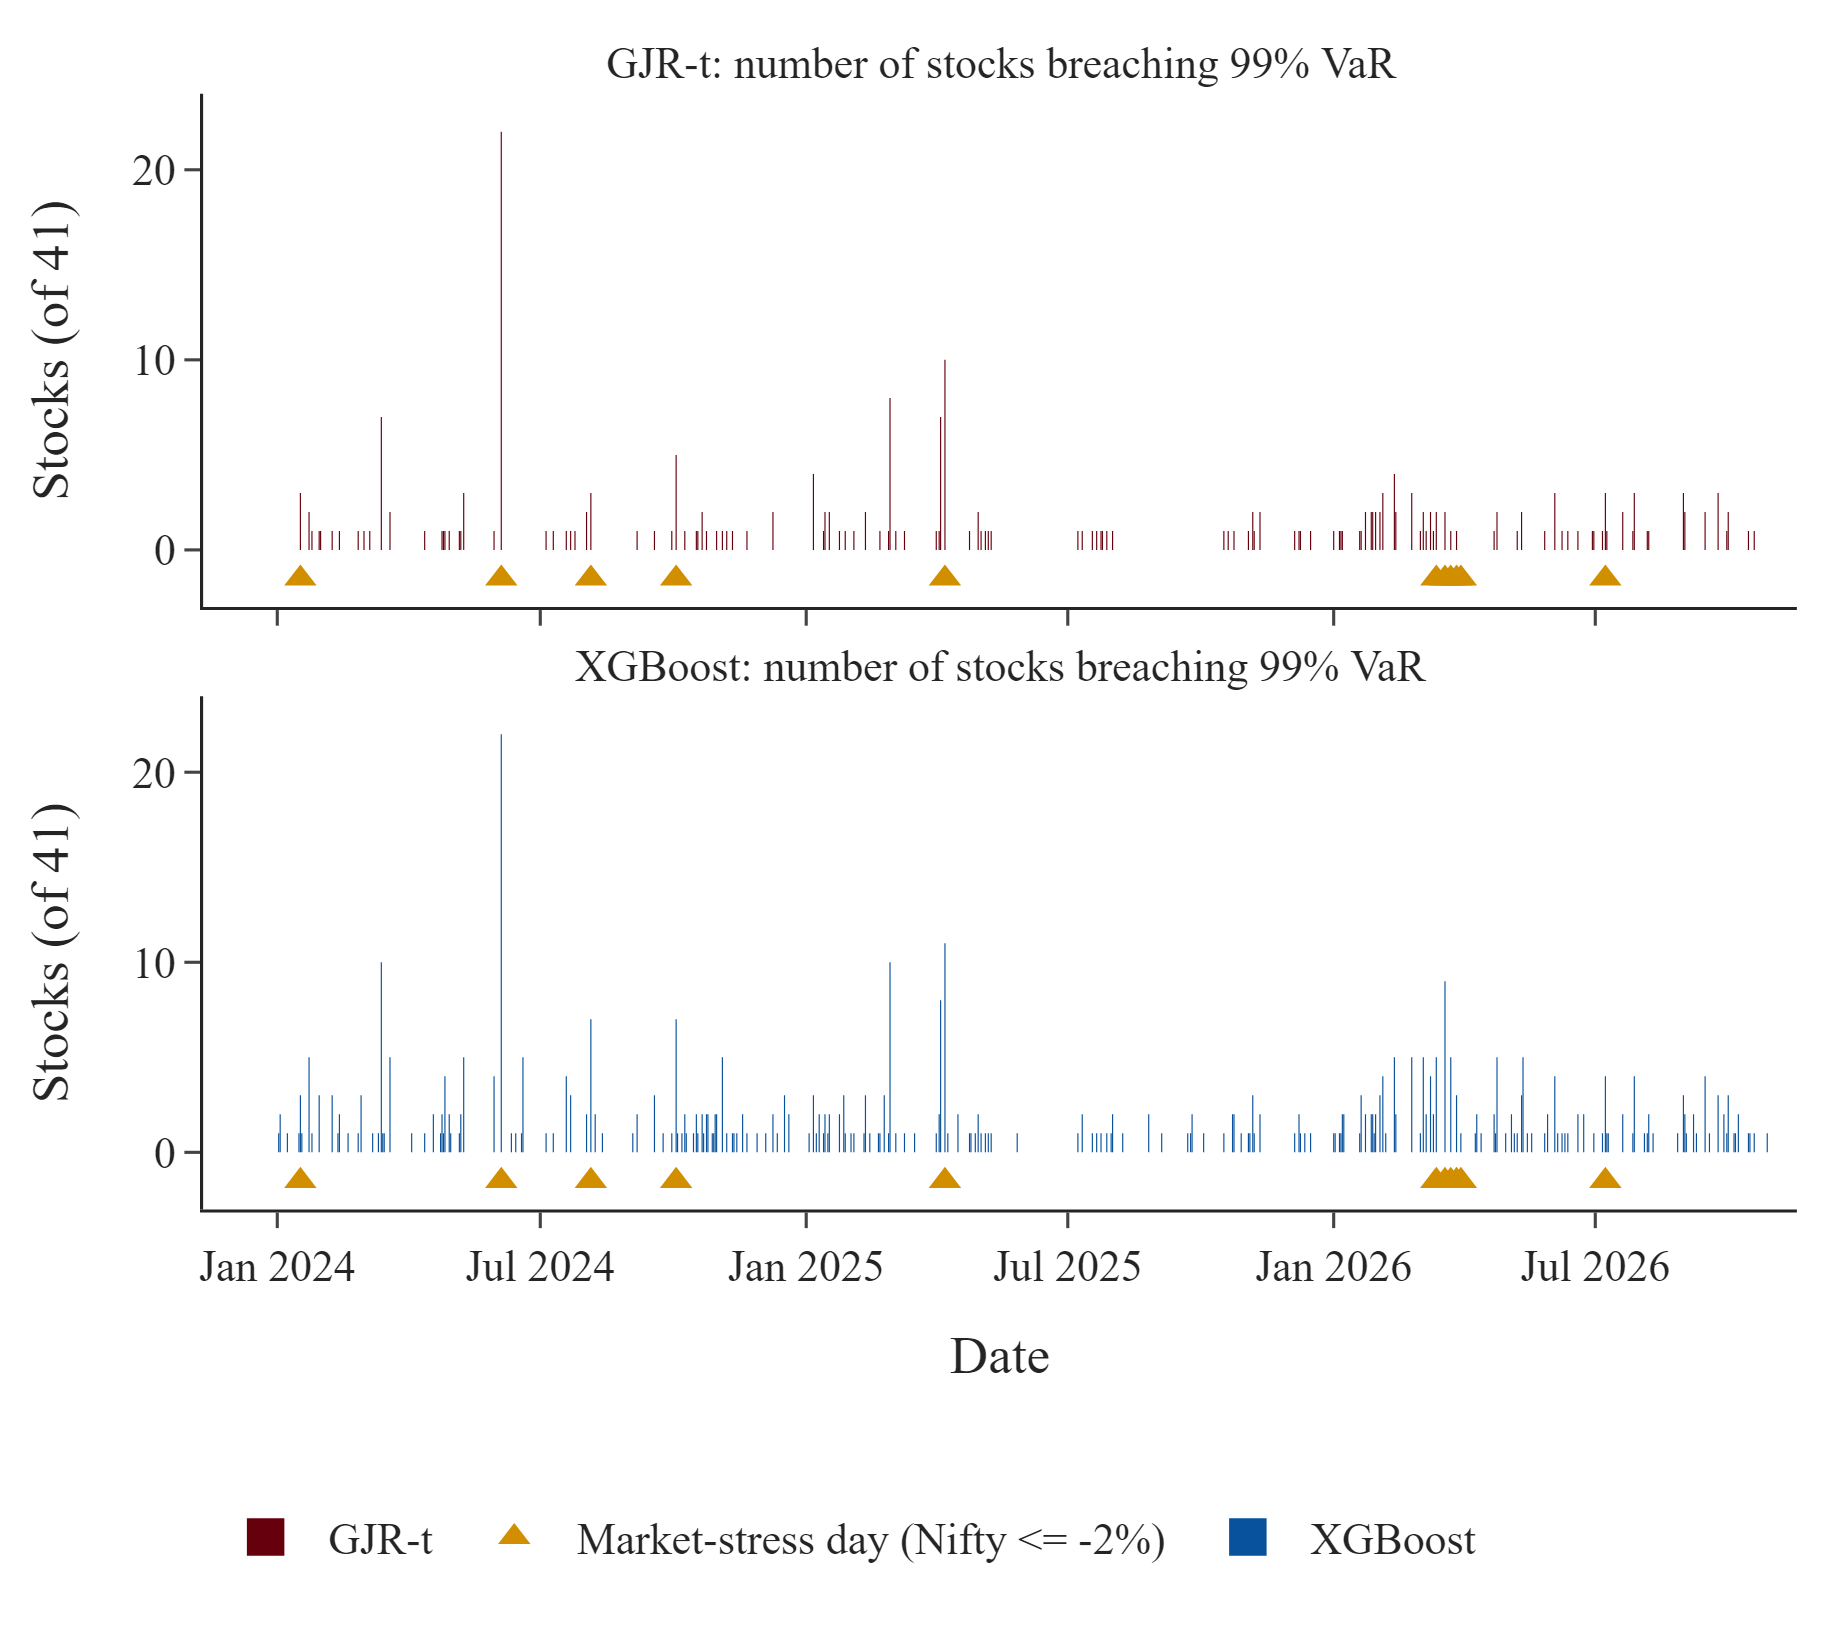 GJR-t: number of stocks breaching 99% VaR
Stocks (of 41)
20
10
0
XGBoost: number of stocks breaching 99% VaR
Stocks (of 41)
20
10
0
Jan 2024 Jul 2024 Jan 2025 Jul 2025 Jan 2026 Jul 2026
Date
GJR-t Market-stress day (Nifty <= -2%) XGBoost